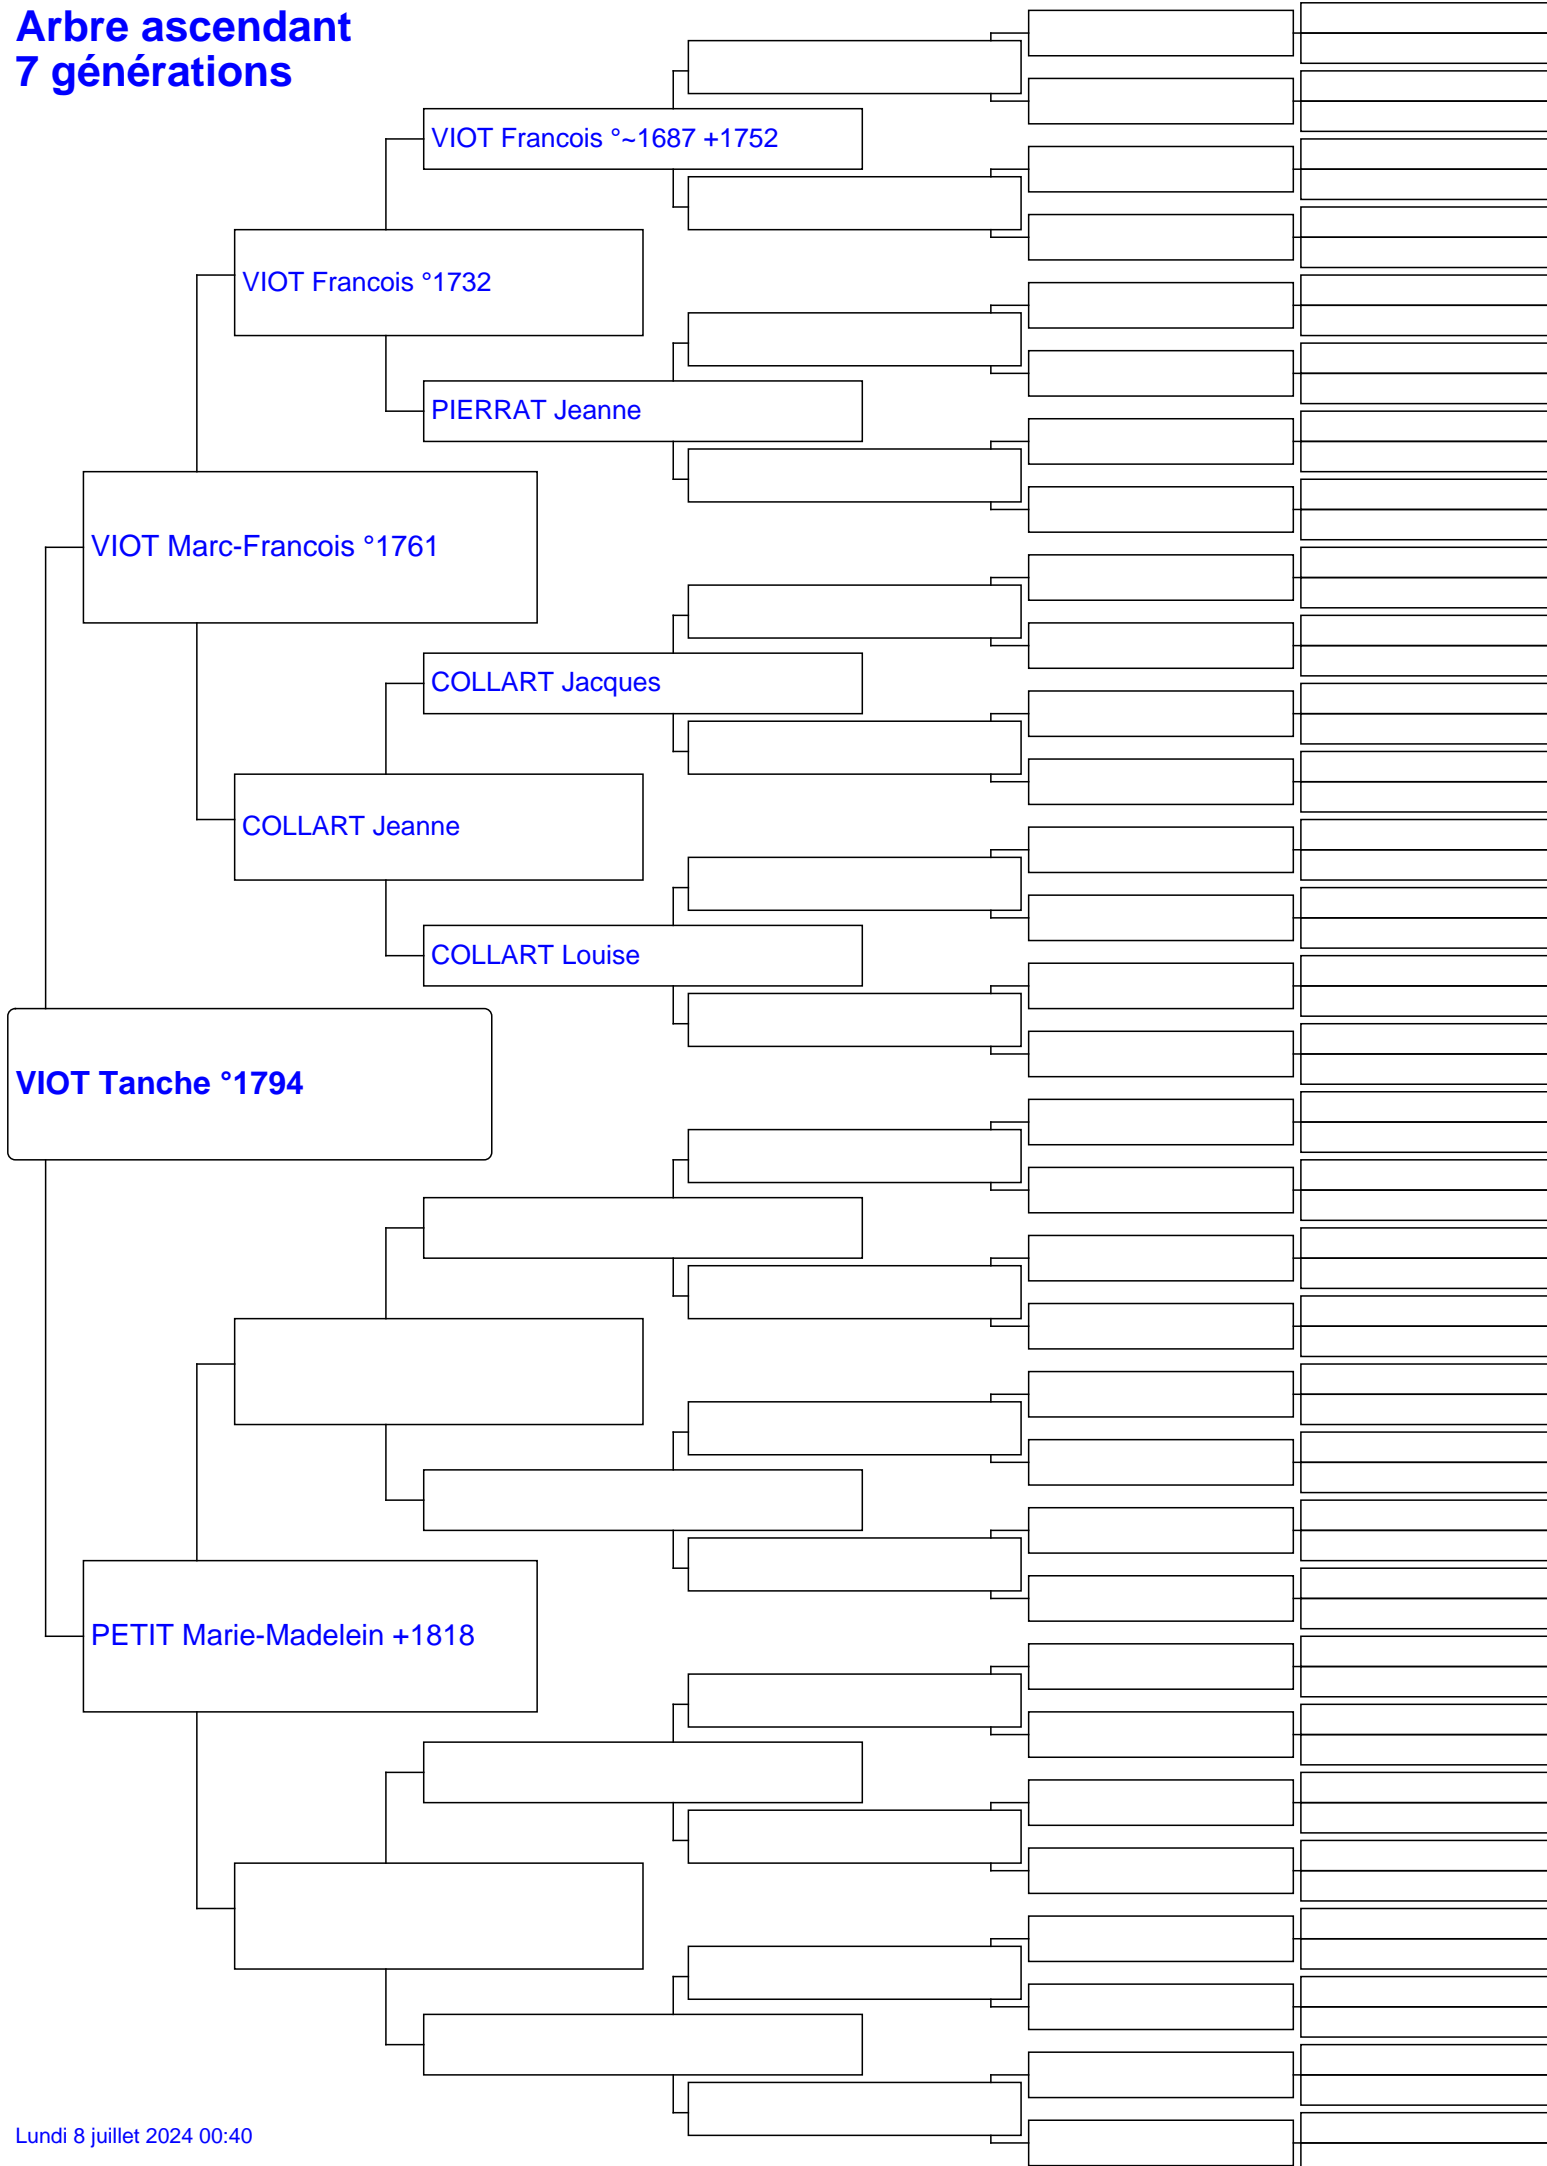 Arbre ascendant
7 générations
VIOT Francois °~1687 +1752
VIOT Francois °1732
PIERRAT Jeanne
VIOT Marc-Francois °1761
COLLART Jacques
COLLART Jeanne
COLLART Louise
VIOT Tanche °1794
PETIT Marie-Madelein +1818
Lundi 8 juillet 2024 00:40